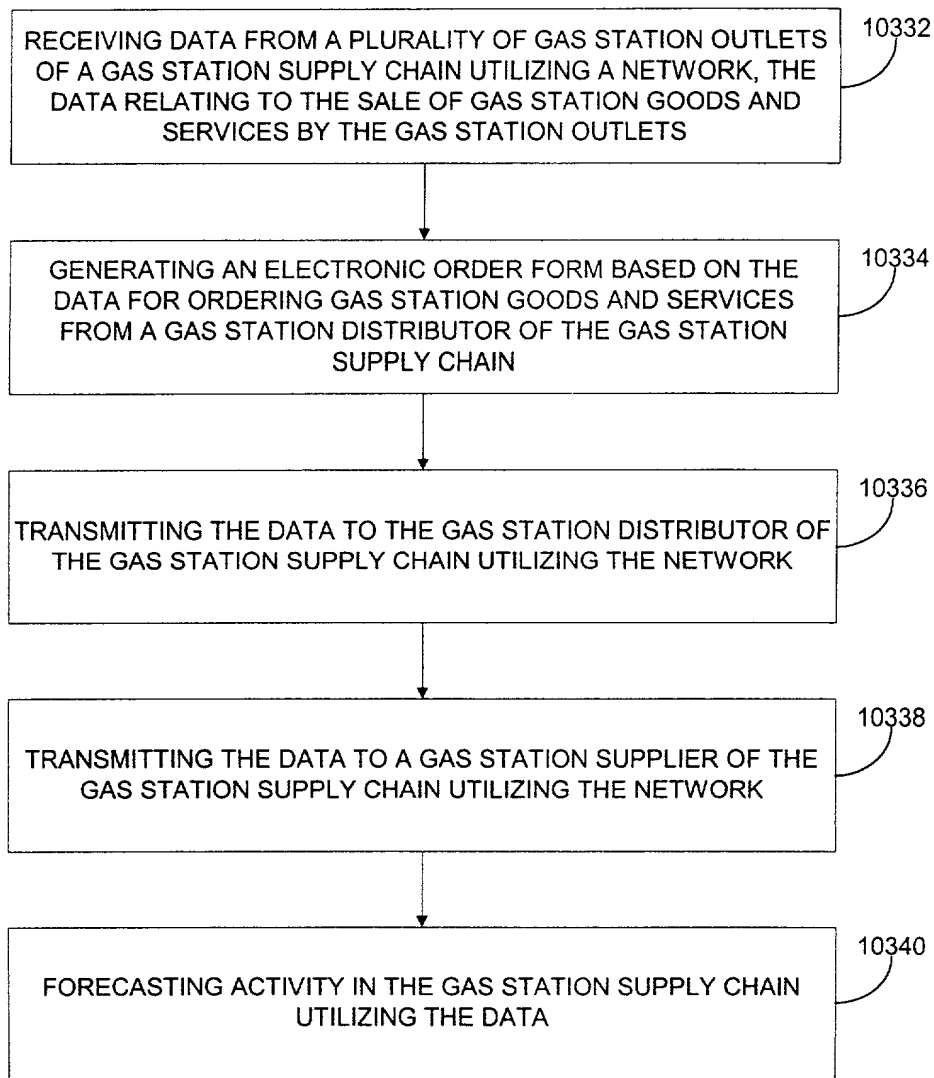 10332
RECEIVING DATA FROM A PLURALITY OF GAS STATION OUTLETS
OF A GAS STATION SUPPLY CHAIN UTILIZING A NETWORK, THE
DATA RELATING TO THE SALE OF GAS STATION GOODS AND
SERVICES BY THE GAS STATION OUTLETS
10334
GENERATING AN ELECTRONIC ORDER FORM BASED ON THE
DATA FOR ORDERING GAS STATION GOODS AND SERVICES
FROM A GAS STATION DISTRIBUTOR OF THE GAS STATION
SUPPLY CHAIN
10336
TRANSMITTING THE DATA TO THE GAS STATION DISTRIBUTOR OF
THE GAS STATION SUPPLY CHAIN UTILIZING THE NETWORK
10338
TRANSMITTING THE DATA TO A GAS STATION SUPPLIER OF THE
GAS STATION SUPPLY CHAIN UTILIZING THE NETWORK
10340
FORECASTING ACTIVITY IN THE GAS STATION SUPPLY CHAIN
UTILIZING THE DATA